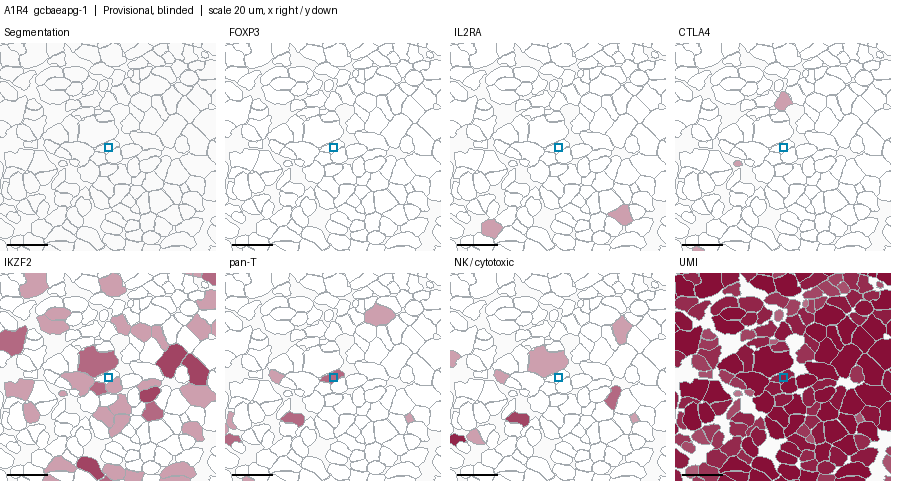 A1R4 gcbaeapg-1 | Provisional, blinded | scale 20 um, x right / y down
Segmentation FOXP3 IL2RA CTLA4
IKZF2 pan-T NK / cytotoxic UMI